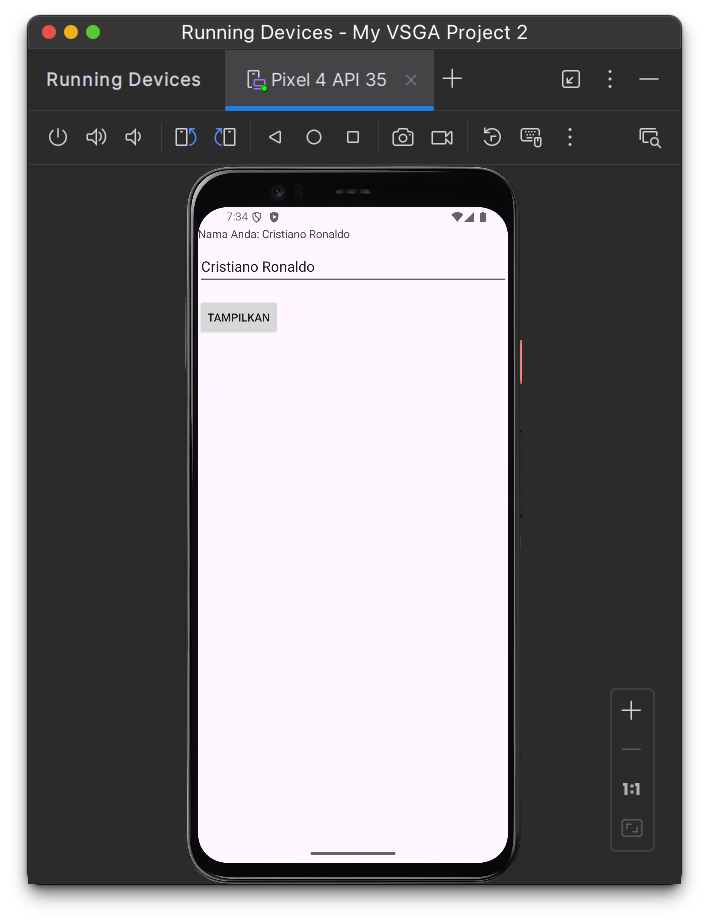 Running Devices - My VSGA Project 2
Running Devices
Pixel 4 API 35
7:34
Nama Anda: Cristiano Ronaldo
Cristiano Ronaldo
TAMPILKAN
1:1